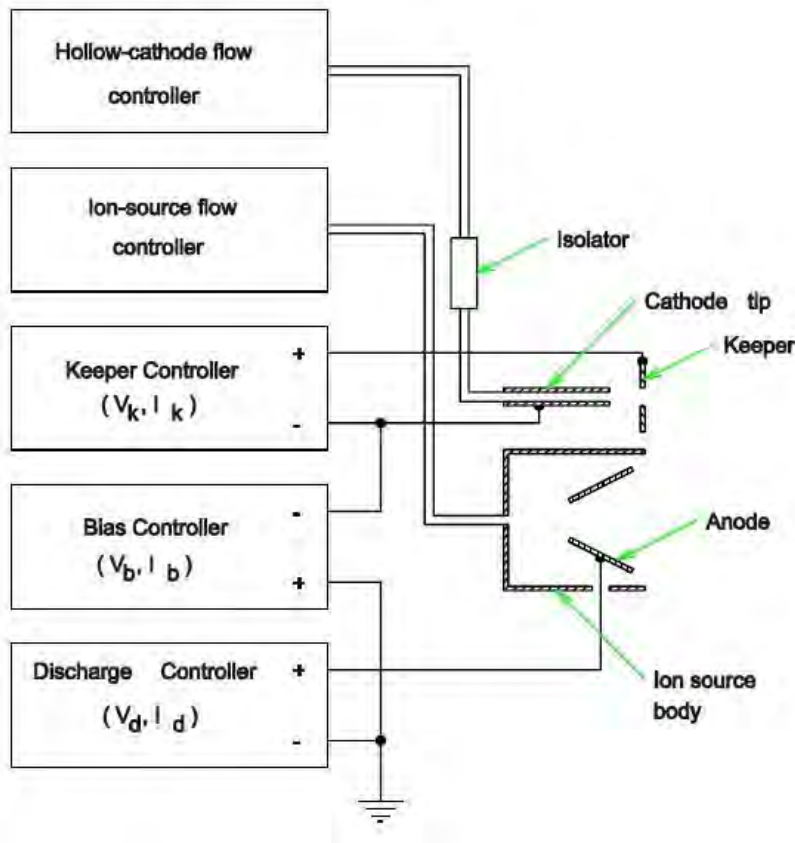 Hollow-cathode flow
controller
Ion-source flow
controller
Isolator
Cathode tip
Keeper
Keeper Controller
(Vk, I k)
+
-
Bias Controller
(Vb, I b)
-
+
Anode
Discharge Controller
(Vd, I d)
+
-
Ion source
body